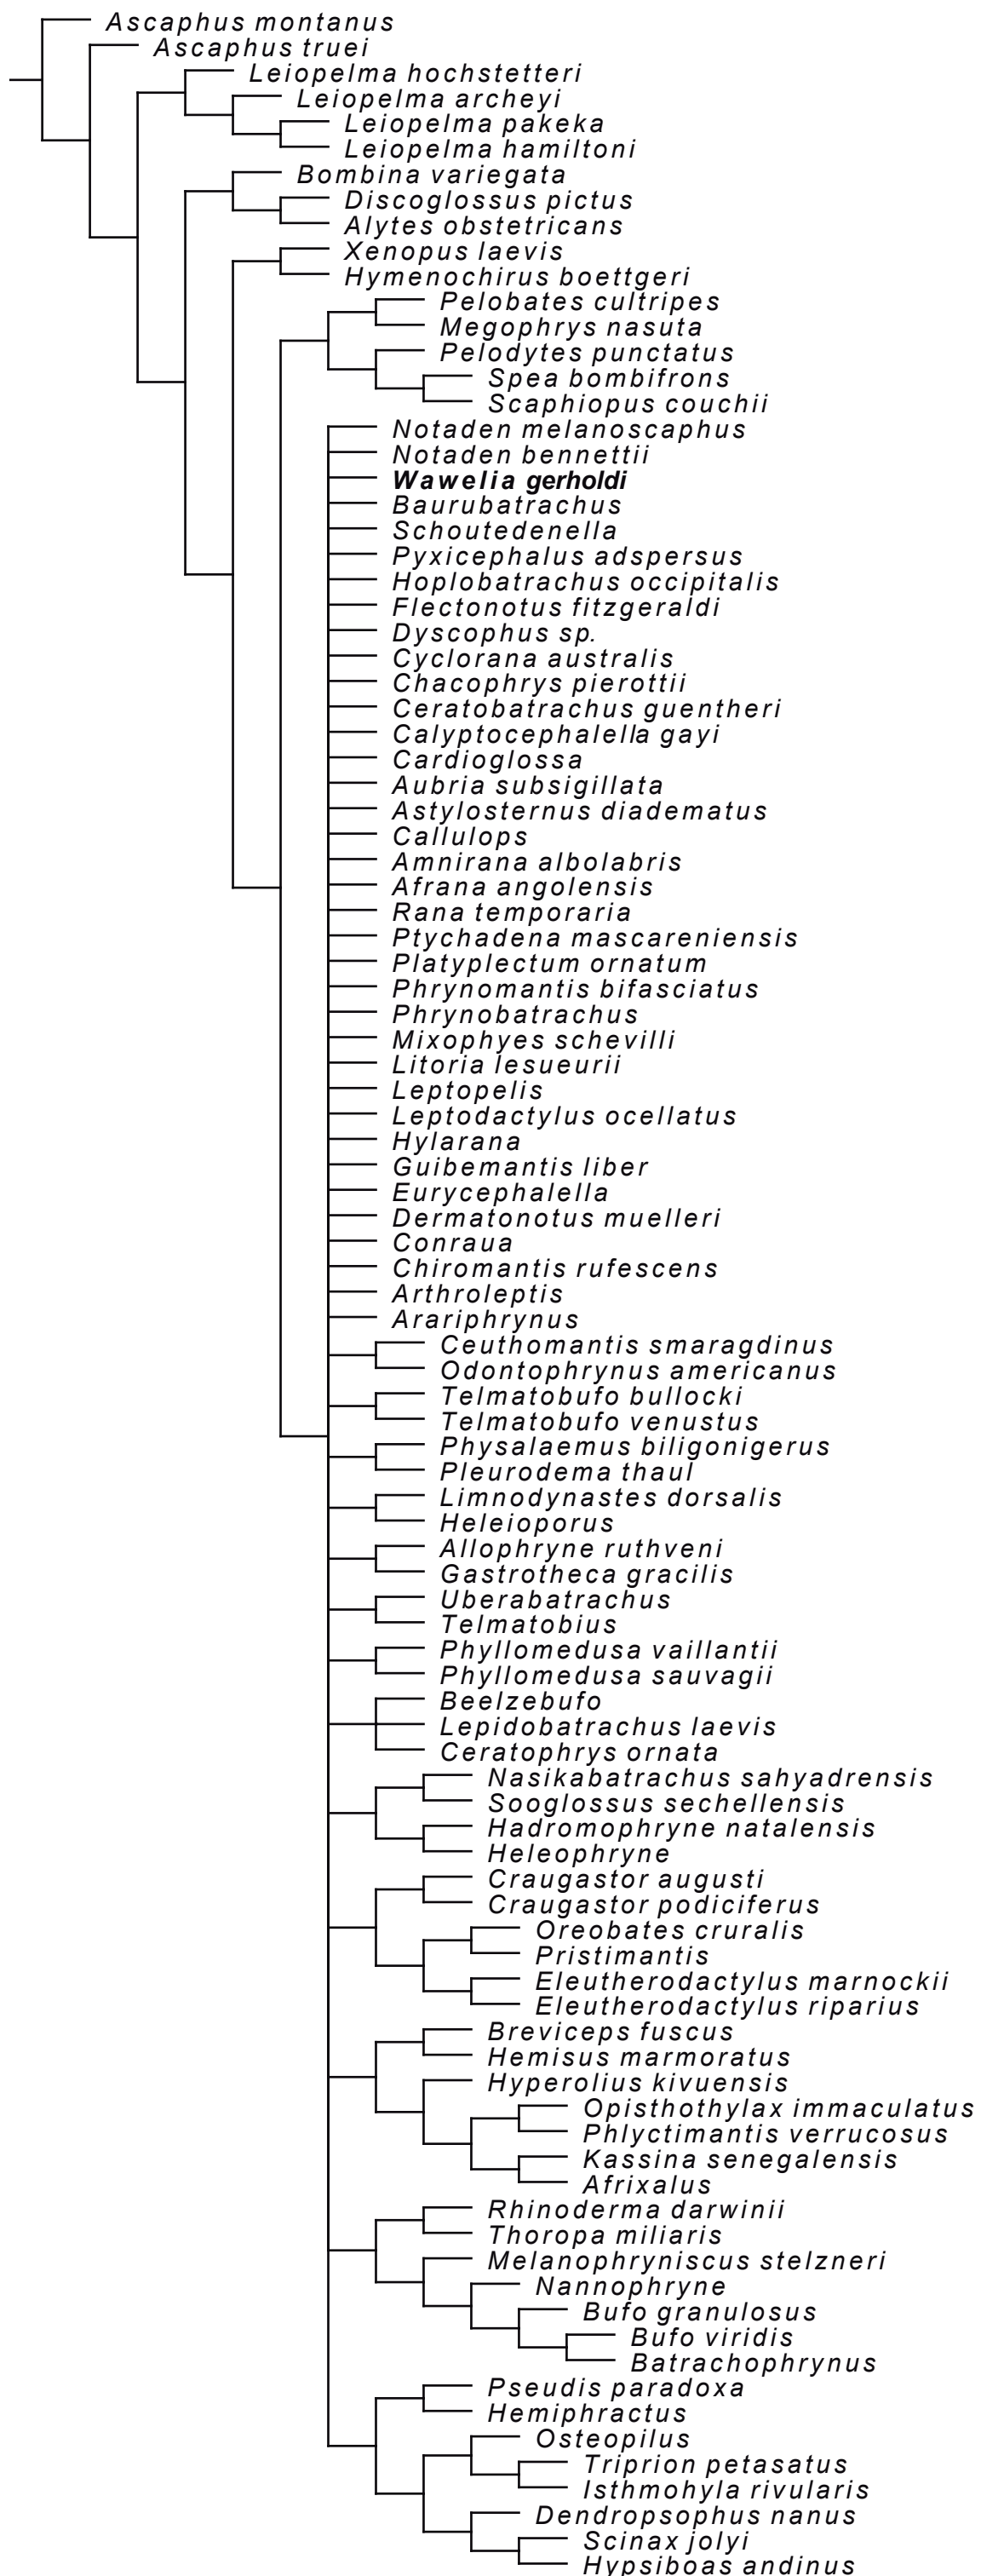 Ascaphus montanus
Ascaphus truei
Leiopelma hochstetteri
Leiopelma archeyi
Leiopelma pakeka
Leiopelma hamiltoni
Bombina variegata
Discoglossus pictus
Alytes obstetricans
Xenopus laevis
Hymenochirus boettgeri
Pelobates cultripes
Megophrys nasuta
Pelodytes punctatus
Spea bombifrons
Scaphiopus couchii
Notaden melanoscaphus
Notaden bennettii
Wawelia gerholdi
Baurubatrachus
Schoutedenella
Pyxicephalus adspersus
Hoplobatrachus occipitalis
Flectonotus fitzgeraldi
Dyscophus sp.
Cyclorana australis
Chacophrys pierottii
Ceratobatrachus guentheri
Calyptocephalella gayi
Cardioglossa
Aubria subsigillata
Astylosternus diadematus
Callulops
Amnirana albolabris
Afrana angolensis
Rana temporaria
Ptychadena mascareniensis
Platyplectum ornatum
Phrynomantis bifasciatus
Phrynobatrachus
Mixophyes schevilli
Litoria lesueurii
Leptopelis
Leptodactylus ocellatus
Hylarana
Guibemantis liber
Eurycephalella
Dermatonotus muelleri
Conraua
Chiromantis rufescens
Arthroleptis
Arariphrynus
Ceuthomantis smaragdinus
Odontophrynus americanus
Telmatobufo bullocki
Telmatobufo venustus
Physalaemus biligonigerus
Pleurodema thaul
Limnodynastes dorsalis
Heleioporus
Allophryne ruthveni
Gastrotheca gracilis
Uberabatrachus
Telmatobius
Phyllomedusa vaillantii
Phyllomedusa sauvagii
Beelzebufo
Lepidobatrachus laevis
Ceratophrys ornata
Nasikabatrachus sahyadrensis
Sooglossus sechellensis
Hadromophryne natalensis
Heleophryne
Craugastor augusti
Craugastor podiciferus
Oreobates cruralis
Pristimantis
Eleutherodactylus marnockii
Eleutherodactylus riparius
Breviceps fuscus
Hemisus marmoratus
Hyperolius kivuensis
Opisthothylax immaculatus
Phlyctimantis verrucosus
Kassina senegalensis
Afrixalus
Rhinoderma darwinii
Thoropa miliaris
Melanophryniscus stelzneri
Nannophryne
Bufo granulosus
Bufo viridis
Batrachophrynus
Pseudis paradoxa
Hemiphractus
Osteopilus
Triprion petasatus
Isthmohyla rivularis
Dendropsophus nanus
Scinax jolyi
Hypsiboas andinus